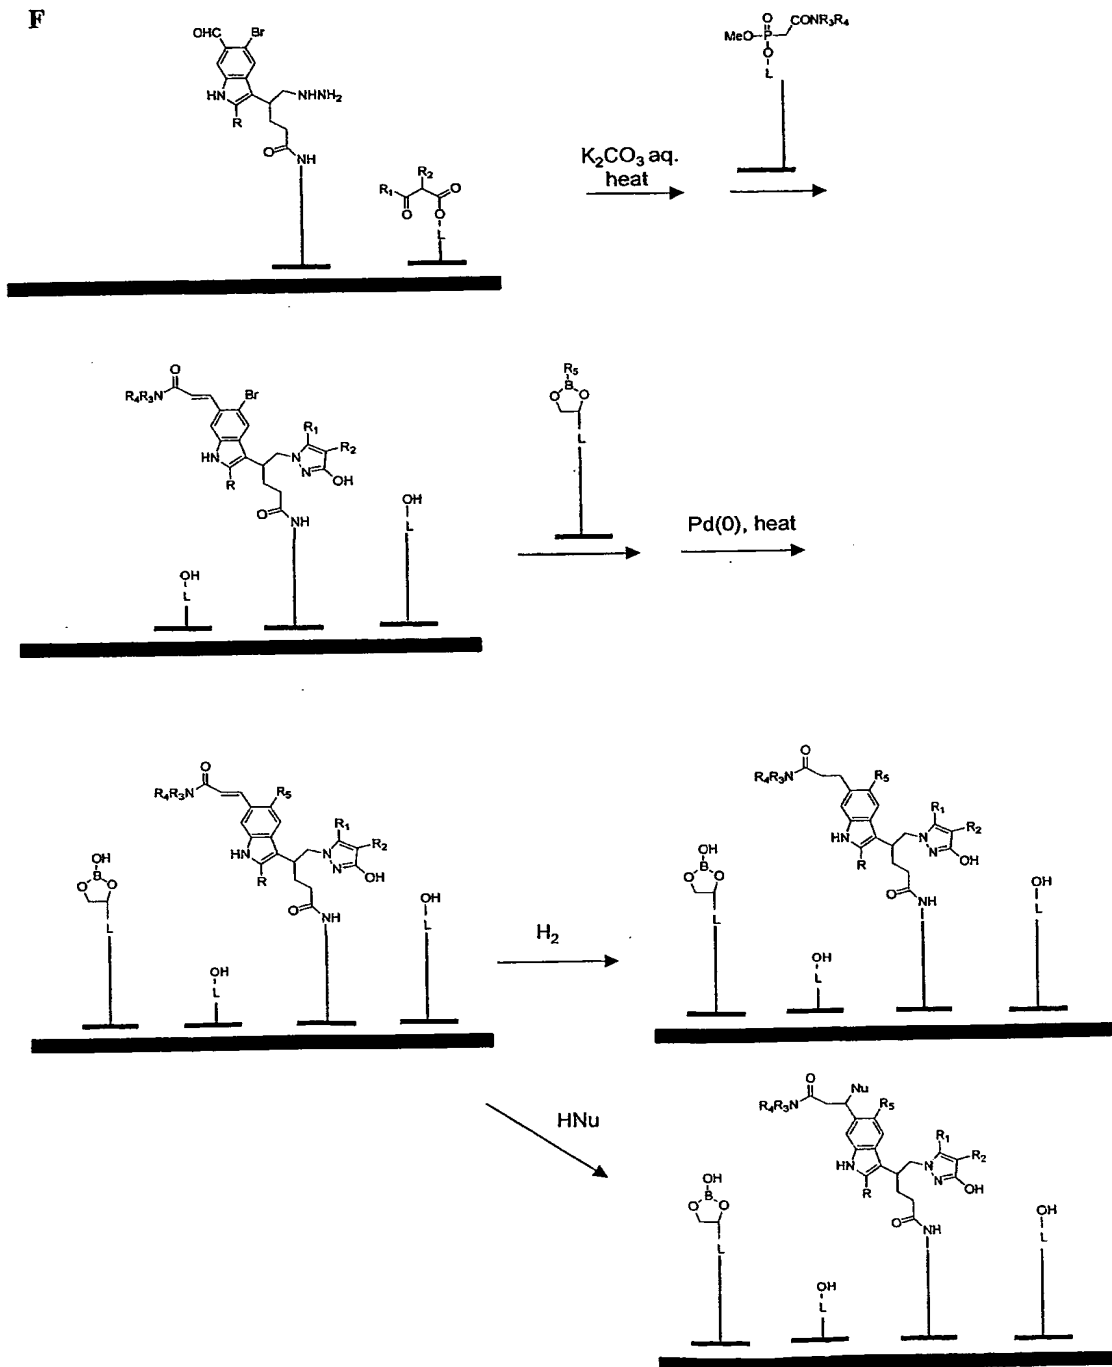 F
OHC Br
HN NHNH2
R
O NH
R1 R2 O
O O
L
K2CO3 aq.
heat
O CONR3R4
MeO P
O
L
O
R4R3N Br
R1
HN N R2
N OH
R
O NH
OH
L
OH
L
R5
B
O O
L
Pd(0), heat
O
R4R3N R5
R1
HN N R2
N OH
R
O NH
OH
B
O O
L
OH
L
OH
L
H2
O
R4R3N R5
R1
HN N R2
N OH
R
O NH
OH
B
O O
L
OH
L
OH
L
HNu
O Nu
R4R3N R5
R1
HN N R2
N OH
R
O NH
OH
B
O O
L
OH
L
OH
L